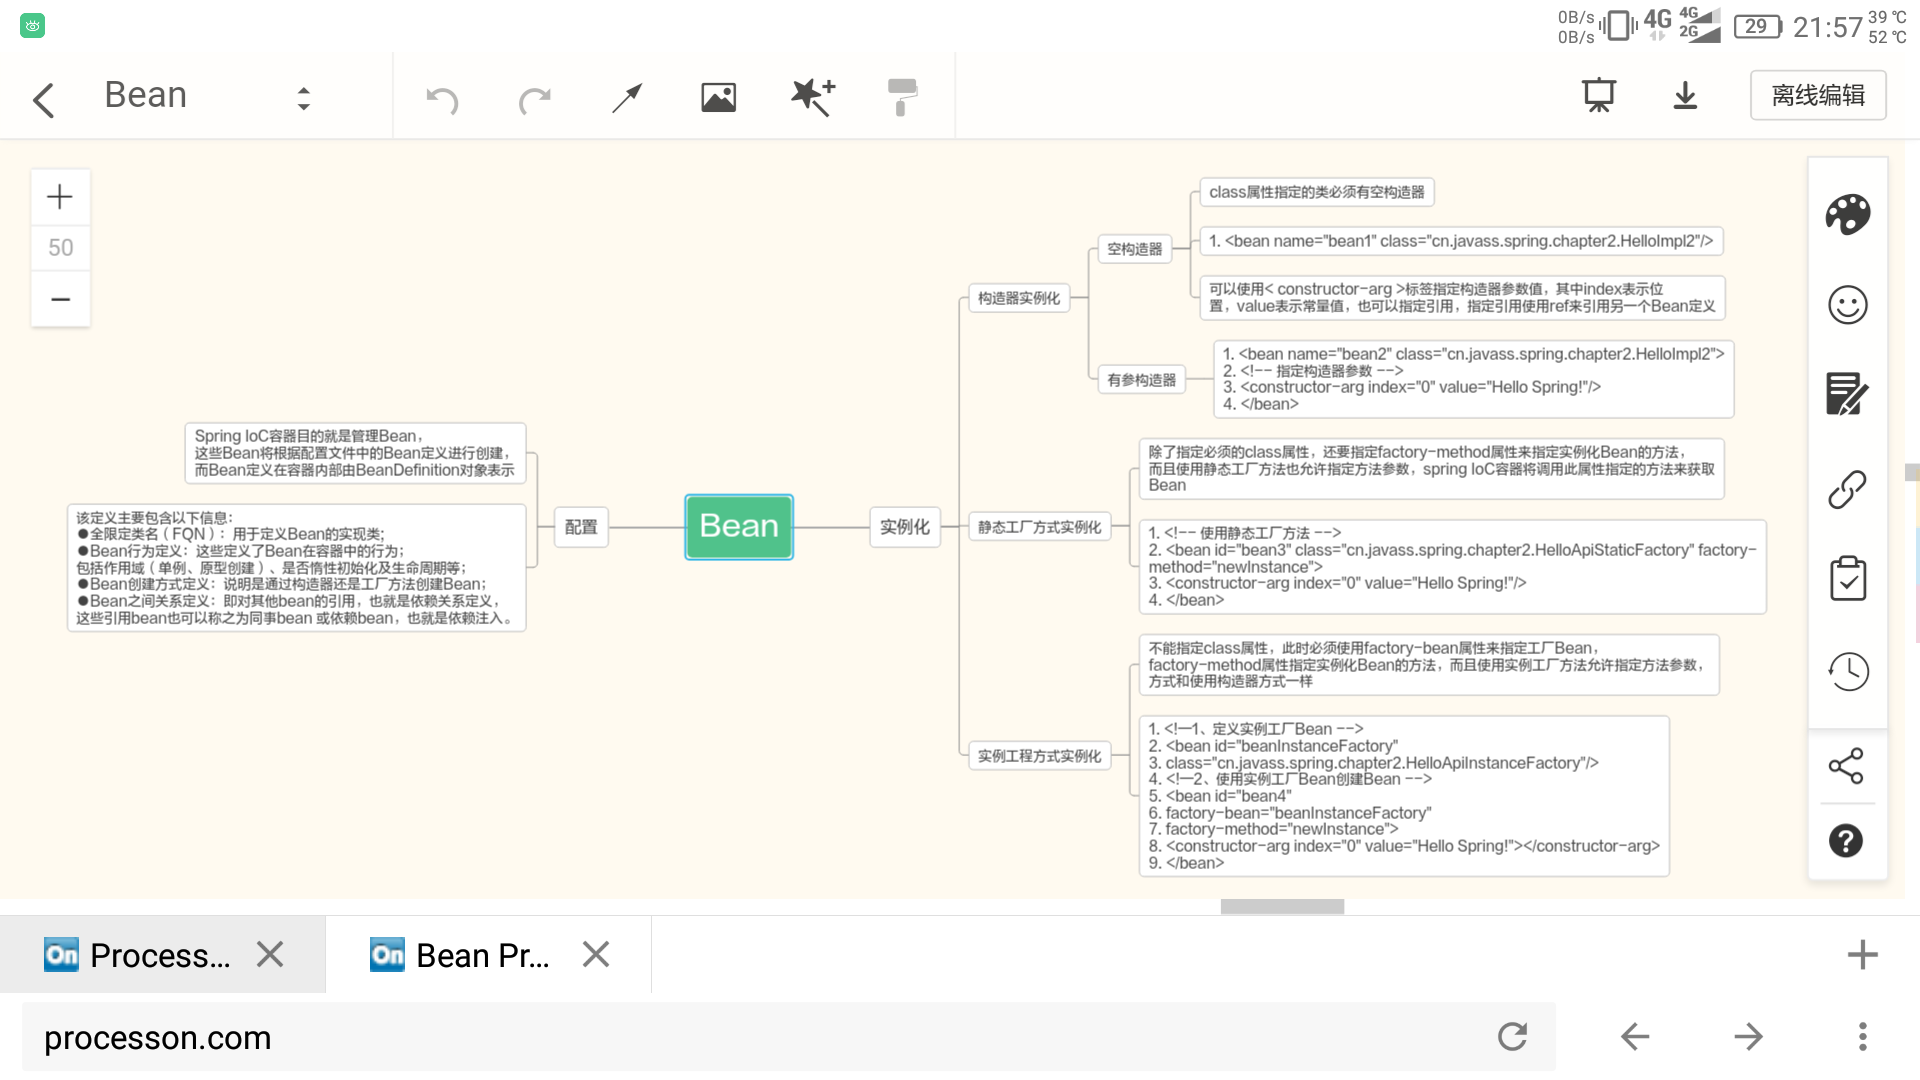 0B/s
0B/s
4G
4G
2G
29
21:57
39 ℃
52 ℃
Bean
离线编辑
50
class属性指定的类必须有空构造器
空构造器
1. <bean name="bean1" class="cn.javass.spring.chapter2.HelloImpl2"/>
可以使用< constructor-arg >标签指定构造器参数值，其中index表示位
置，value表示常量值，也可以指定引用，指定引用使用ref来引用另一个Bean定义
构造器实例化
有参构造器
1. <bean name="bean2" class="cn.javass.spring.chapter2.HelloImpl2">
2. <!-- 指定构造器参数 -->
3. <constructor-arg index="0" value="Hello Spring!"/>
4. </bean>
Spring IoC容器目的就是管理Bean，
这些Bean将根据配置文件中的Bean定义进行创建，
而Bean定义在容器内部由BeanDefinition对象表示
该定义主要包含以下信息：
●全限定类名（FQN）：用于定义Bean的实现类;
●Bean行为定义：这些定义了Bean在容器中的行为；
包括作用域（单例、原型创建）、是否惰性初始化及生命周期等；
●Bean创建方式定义：说明是通过构造器还是工厂方法创建Bean；
●Bean之间关系定义：即对其他bean的引用，也就是依赖关系定义，
这些引用bean也可以称之为同事bean 或依赖bean，也就是依赖注入。
配置
Bean
实例化
静态工厂方式实例化
除了指定必须的class属性，还要指定factory-method属性来指定实例化Bean的方法，
而且使用静态工厂方法也允许指定方法参数，spring IoC容器将调用此属性指定的方法来获取
Bean
1. <!-- 使用静态工厂方法 -->
2. <bean id="bean3" class="cn.javass.spring.chapter2.HelloApiStaticFactory" factory-
method="newInstance">
3. <constructor-arg index="0" value="Hello Spring!"/>
4. </bean>
实例工程方式实例化
不能指定class属性，此时必须使用factory-bean属性来指定工厂Bean，
factory-method属性指定实例化Bean的方法，而且使用实例工厂方法允许指定方法参数，
方式和使用构造器方式一样
1. <!—1、定义实例工厂Bean -->
2. <bean id="beanInstanceFactory"
3. class="cn.javass.spring.chapter2.HelloApiInstanceFactory"/>
4. <!—2、使用实例工厂Bean创建Bean -->
5. <bean id="bean4"
6. factory-bean="beanInstanceFactory"
7. factory-method="newInstance">
8. <constructor-arg index="0" value="Hello Spring!"></constructor-arg>
9. </bean>
On Process...
On Bean Pr...
processon.com